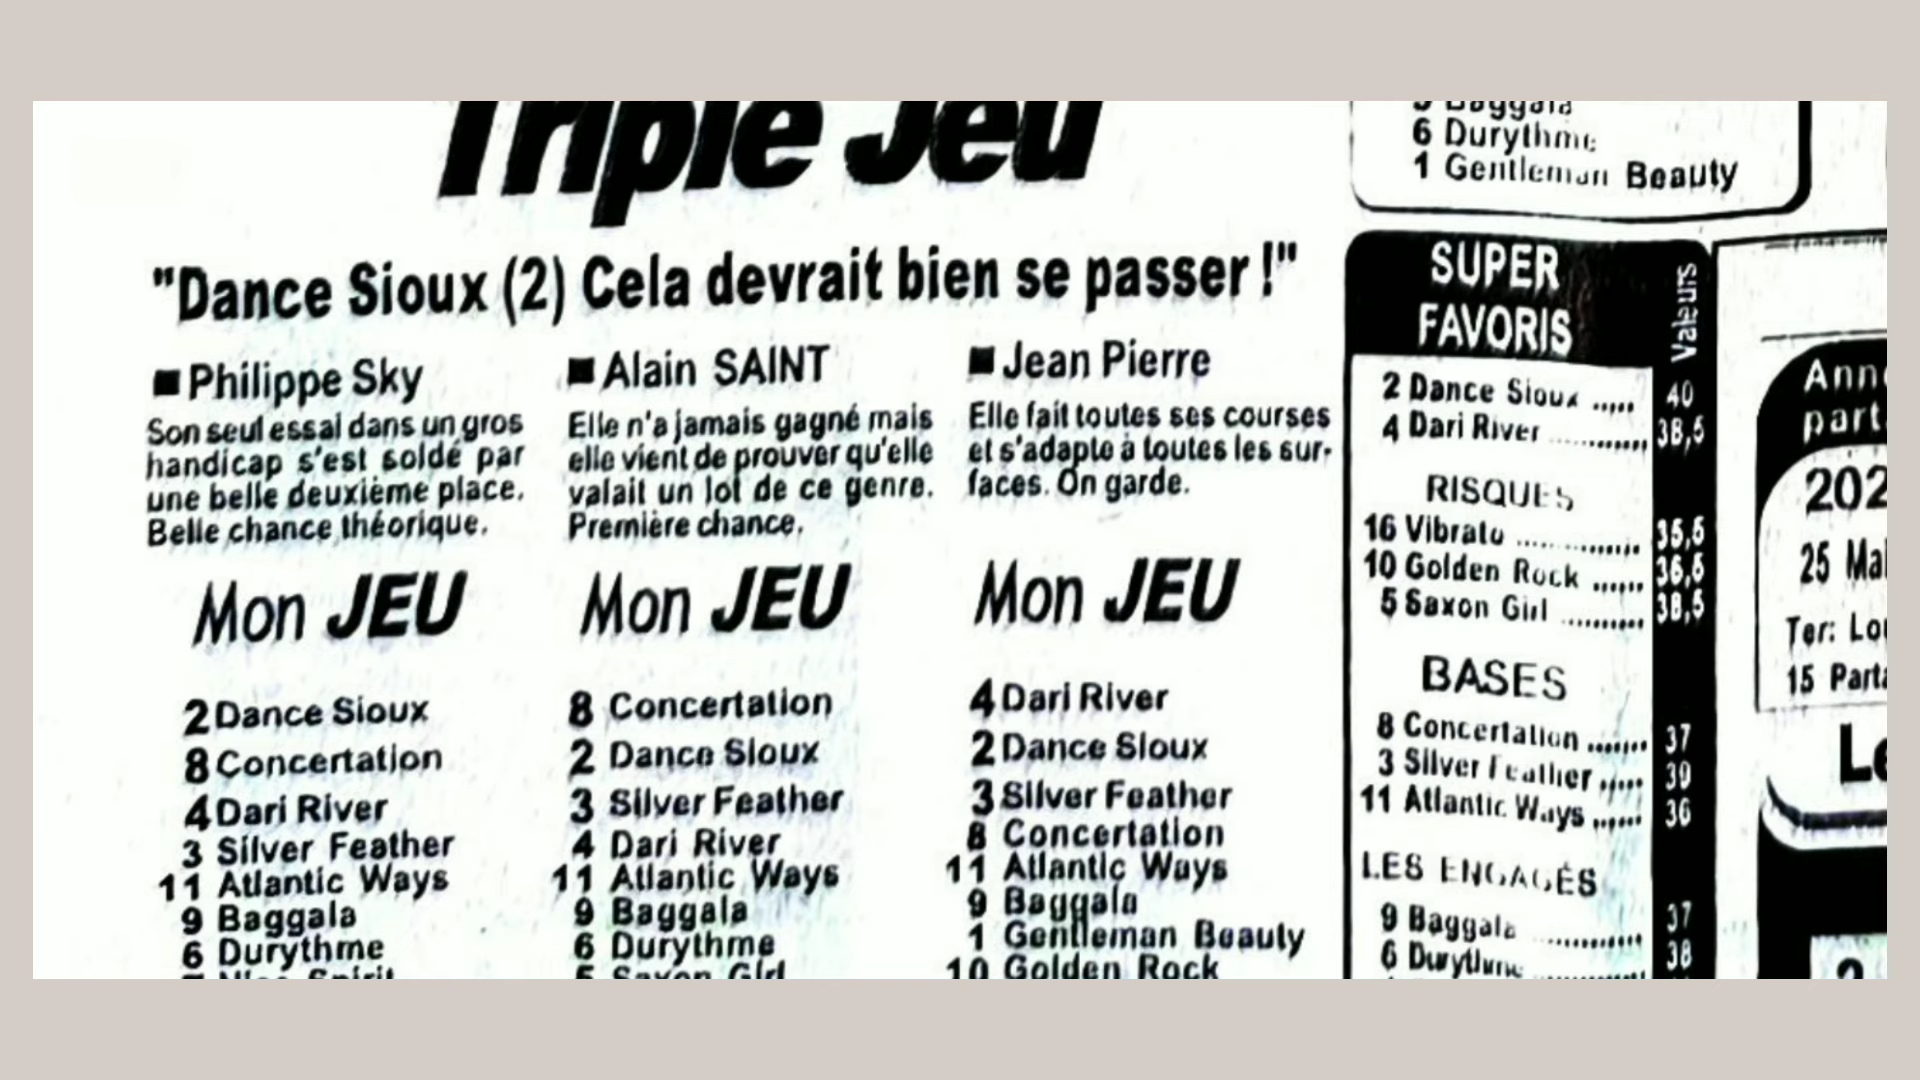 Triple Jeu
"Dance Sioux (2) Cela devrait bien se passer !"
Philippe Sky
Son seul essai dans un gros
handicap s'est soldé par
une belle deuxième place.
Belle chance théorique.
Mon JEU
2 Dance Sioux
8 Concertation
4 Dari River
3 Silver Feather
11 Atlantic Ways
9 Baggala
6 Durythme
Alain SAINT
Elle n'a jamais gagné mais
elle vient de prouver qu'elle
valait un lot de ce genre.
Première chance.
Mon JEU
8 Concertation
2 Dance Sioux
3 Silver Feather
4 Dari River
11 Atlantic Ways
9 Baggala
6 Durythme
5 Saxon Girl
Jean Pierre
Elle fait toutes ses courses
et s'adapte à toutes les sur-
faces. On garde.
Mon JEU
4 Dari River
2 Dance Sioux
3 Silver Feather
8 Concertation
11 Atlantic Ways
9 Baggala
1 Gentleman Beauty
10 Golden Rock
Baggala
6 Durythme
1 Gentleman Beauty
SUPER
FAVORIS
Valeurs
2 Dance Sioux ..... 40
4 Dari River ............ 38,5
RISQUES
16 Vibrato ............... 35,5
10 Golden Rock ...... 36,5
5 Saxon Girl .......... 38,5
BASES
8 Concertation ....... 37
3 Silver Feather ..... 39
11 Atlantic Ways ...... 36
LES ENGAGÉS
9 Baggala ............. 37
6 Durythme ............ 38
202
25
Ter:
15
Le